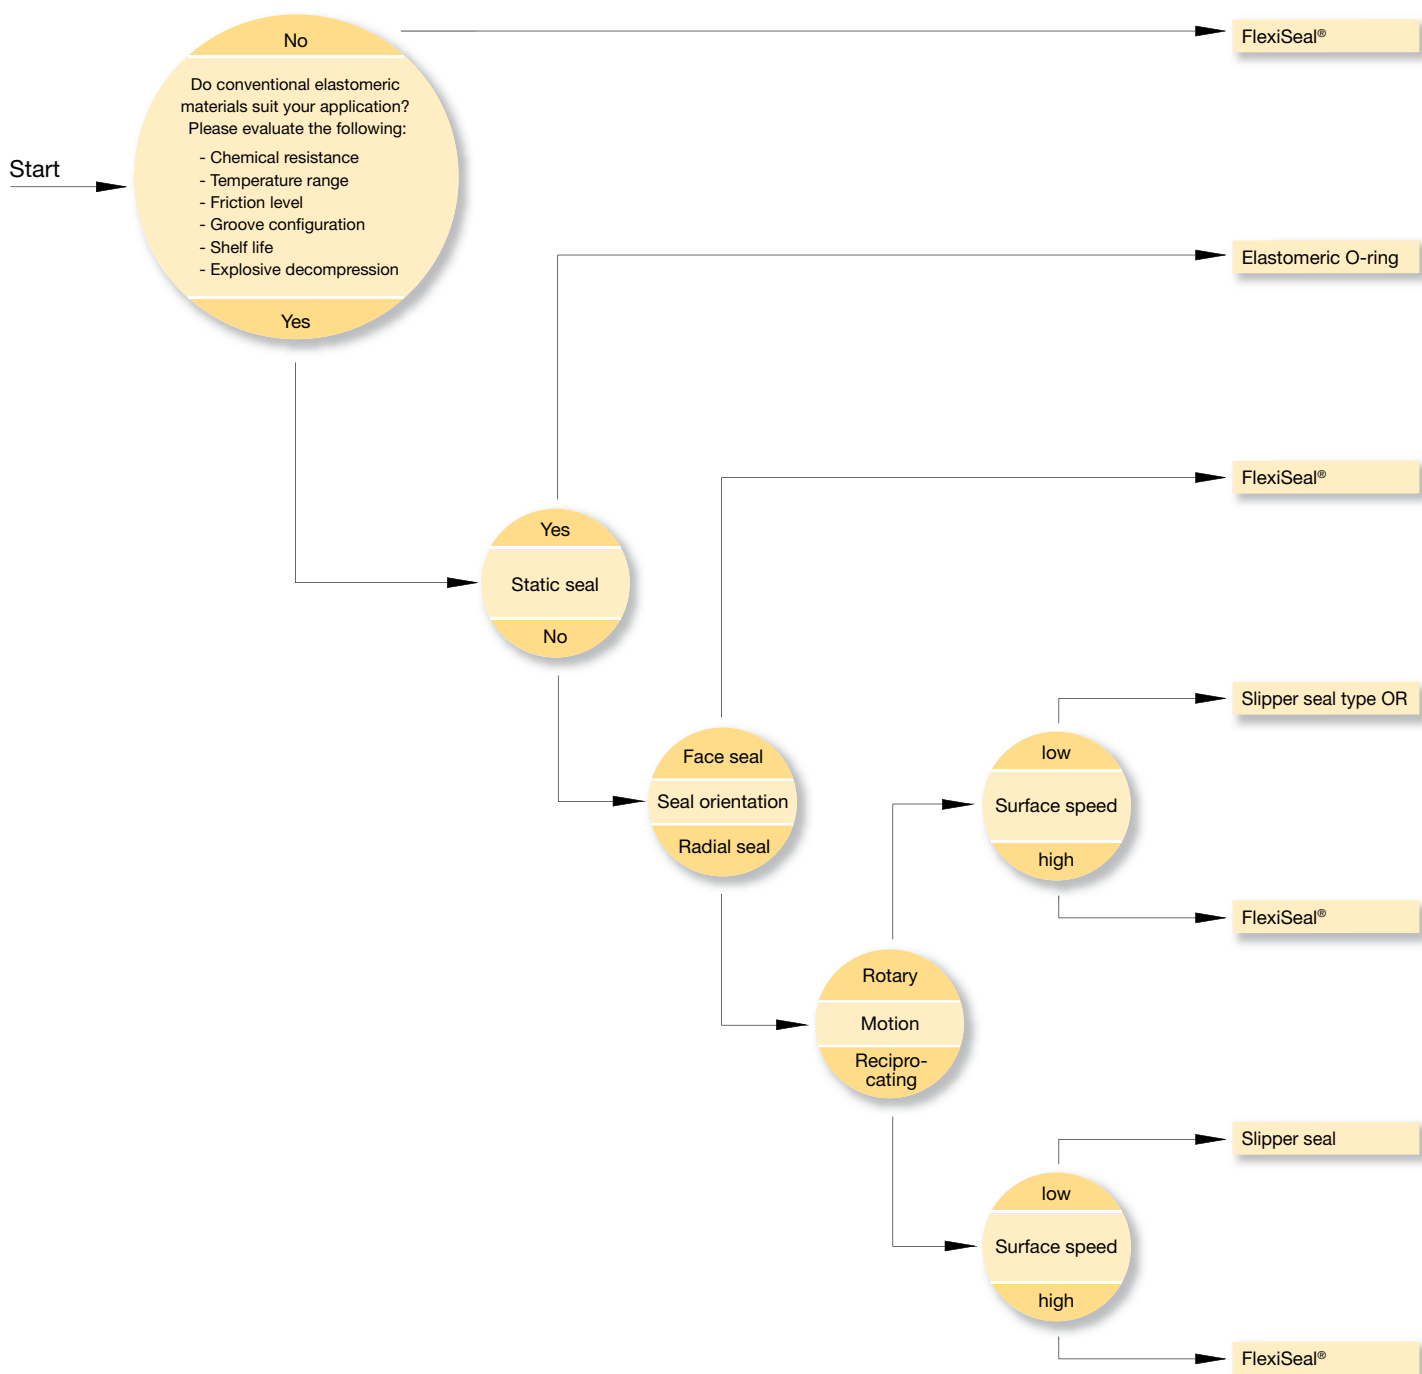 No
FlexiSeal®
Do conventional elastomeric
materials suit your application?
Please evaluate the following:
- Chemical resistance
- Temperature range
- Friction level
- Groove configuration
- Shelf life
- Explosive decompression
Start
Yes
Elastomeric O-ring
FlexiSeal®
Yes
Static seal
No
Slipper seal type OR
Face seal
Seal orientation
Radial seal
low
Surface speed
high
FlexiSeal®
Rotary
Motion
Recipro-
cating
Slipper seal
low
Surface speed
high
FlexiSeal®